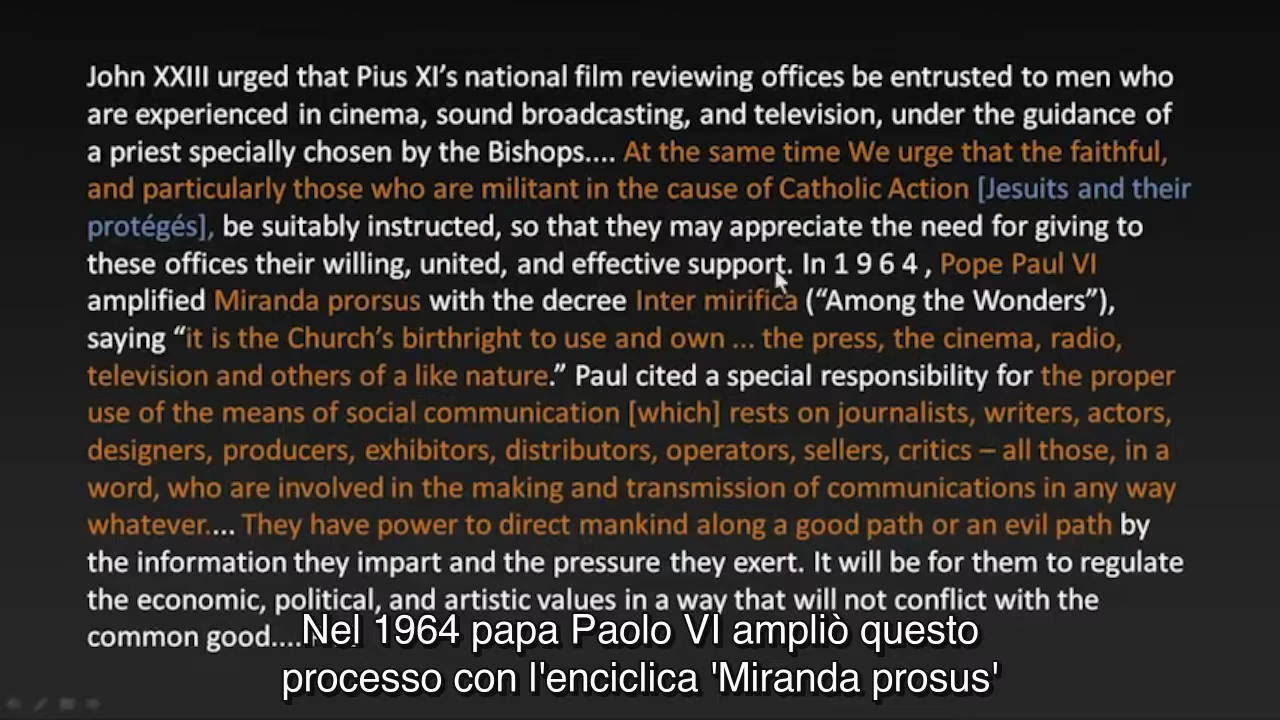 John XXIII urged that Pius XI's national film reviewing offices be entrusted to men who
are experienced in cinema, sound broadcasting, and television, under the guidance of
a priest specially chosen by the Bishops.... At the same time We urge that the faithful,
and particularly those who are militant in the cause of Catholic Action [Jesuits and their
protégés], be suitably instructed, so that they may appreciate the need for giving to
these offices their willing, united, and effective support. In 1 9 6 4 , Pope Paul VI
amplified Miranda prorsus with the decree Inter mirifica (“Among the Wonders”),
saying “it is the Church’s birthright to use and own ... the press, the cinema, radio,
television and others of a like nature.” Paul cited a special responsibility for the proper
use of the means of social communication [which] rests on journalists, writers, actors,
designers, producers, exhibitors, distributors, operators, sellers, critics – all those, in a
word, who are involved in the making and transmission of communications in any way
whatever.... They have power to direct mankind along a good path or an evil path by
the information they impart and the pressure they exert. It will be for them to regulate
the economic, political, and artistic values in a way that will not conflict with the
common good....
Nel 1964 papa Paolo VI ampliò questo
processo con l'enciclica 'Miranda prosus'